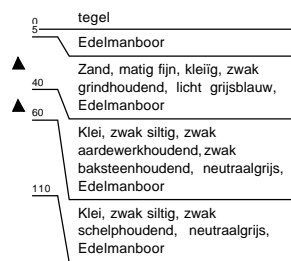 0 tegel
5
Edelmanboor
Zand, matig fijn, kleiïg, zwak
grindhoudend, licht grijsblauw,
40 Edelmanboor
60
Klei, zwak siltig, zwak
aardewerkhoudend, zwak
baksteenhoudend, neutraalgrijs,
Edelmanboor
110
Klei, zwak siltig, zwak
schelphoudend, neutraalgrijs,
Edelmanboor